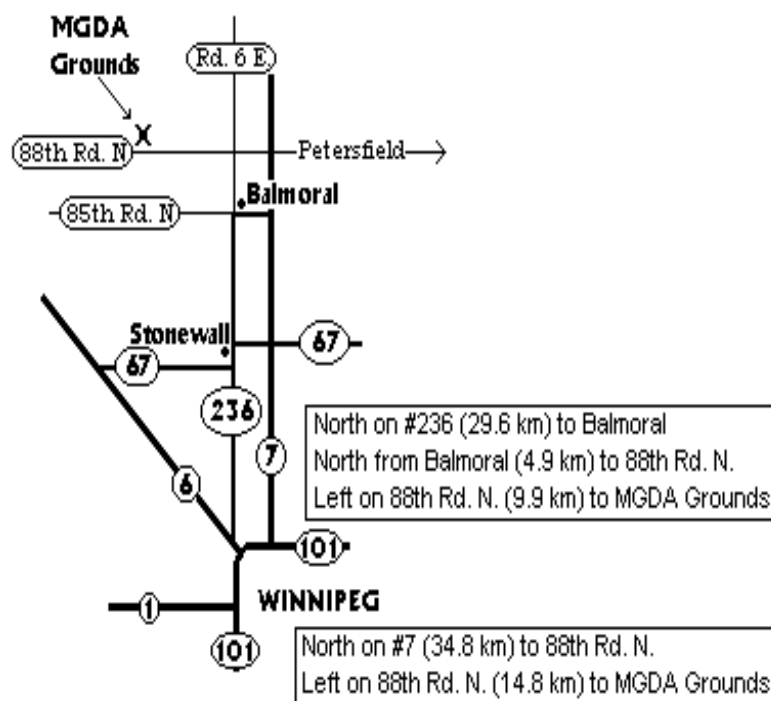 MGDA
Grounds
Rd. 6 E.
X
88th Rd. N
Petersfield
Balmoral
85th Rd. N
Stonewall
67
67
236
7
6
North on #236 (29.6 km) to Balmoral
North from Balmoral (4.9 km) to 88th Rd. N.
Left on 88th Rd. N. (9.9 km) to MGDA Grounds
101
1
WINNIPEG
101
North on #7 (34.8 km) to 88th Rd. N.
Left on 88th Rd. N. (14.8 km) to MGDA Grounds